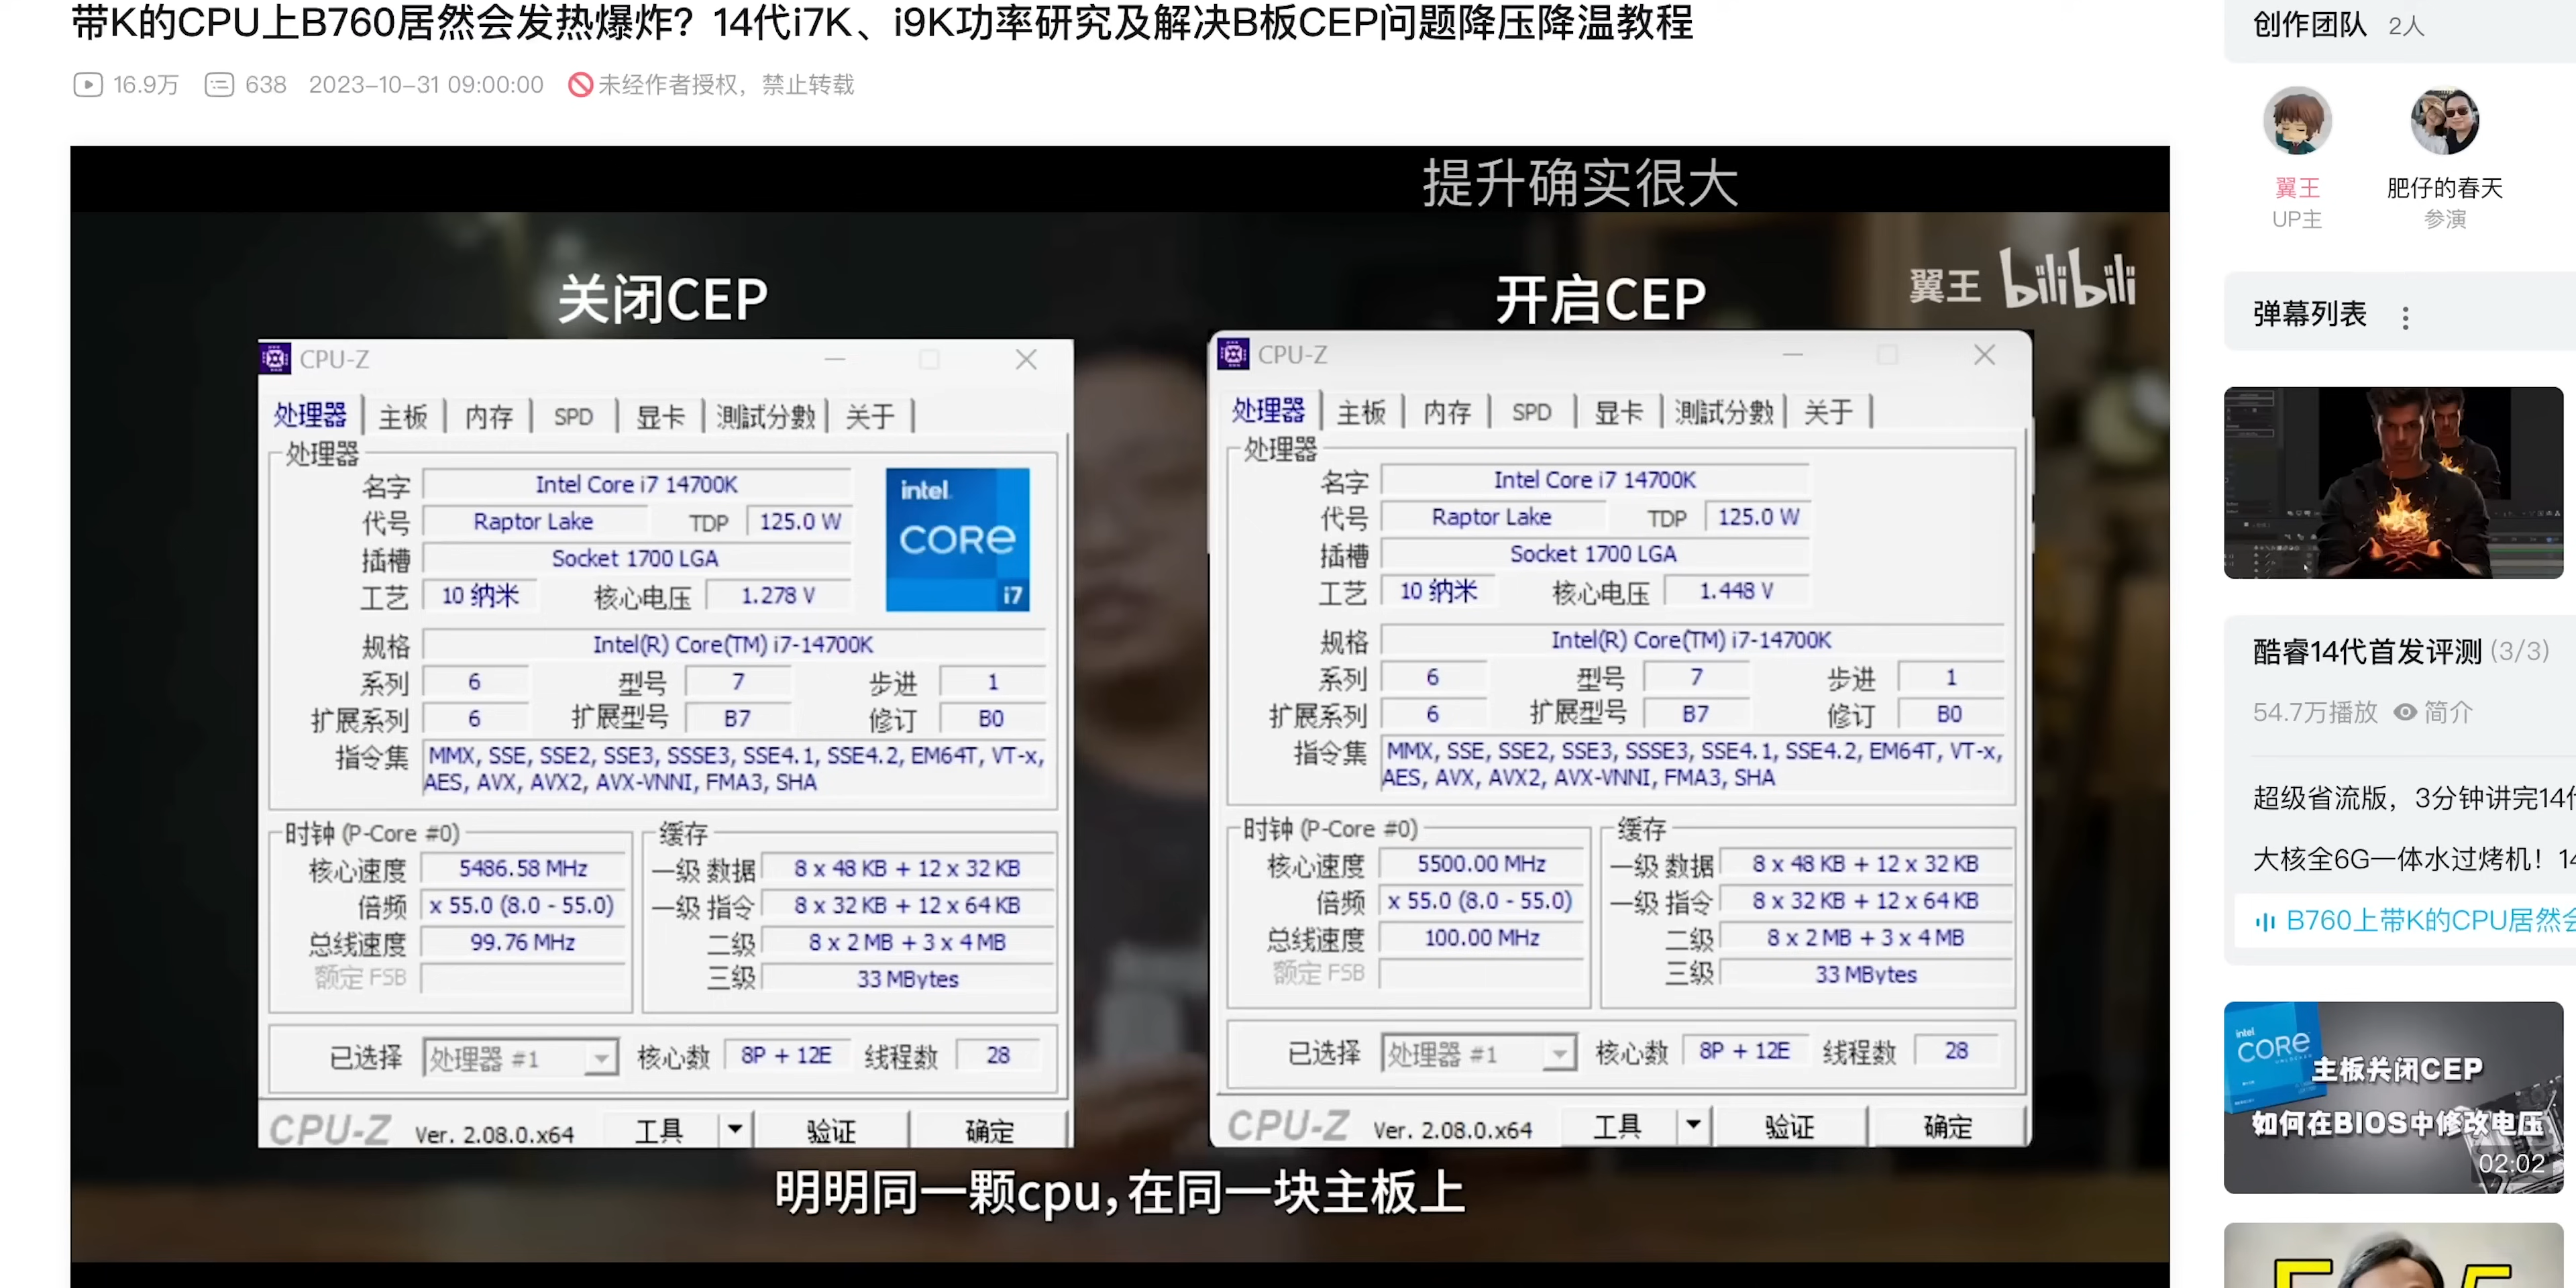 带K的CPU上B760居然会发热爆炸？14代i7K、i9K功率研究及解决B板CEP问题降压降温教程
16.9万 638 2023-10-31 09:00:00 未经作者授权，禁止转载
提升确实很大
关闭CEP
CPU-Z
处理器 主板 内存 SPD 显卡 测試分數 关于
处理器
名字 Intel Core i7 14700K
代号 Raptor Lake TDP 125.0 W
插槽 Socket 1700 LGA
工艺 10 纳米 核心电压 1.278 V
intel
CORE
i7
规格 Intel(R) Core(TM) i7-14700K
系列 6 型号 7 步进 1
扩展系列 6 扩展型号 B7 修订 B0
指令集 MMX, SSE, SSE2, SSE3, SSSE3, SSE4.1, SSE4.2, EM64T, VT-x,
AES, AVX, AVX2, AVX-VNNI, FMA3, SHA
时钟 (P-Core #0)
核心速度 5486.58 MHz
倍频 x 55.0 (8.0 - 55.0)
总线速度 99.76 MHz
额定 FSB
缓存
一级 数据 8 x 48 KB + 12 x 32 KB
一级 指令 8 x 32 KB + 12 x 64 KB
二级 8 x 2 MB + 3 x 4 MB
三级 33 MBytes
已选择 处理器 #1 核心数 8P + 12E 线程数 28
CPU-Z Ver. 2.08.0.x64 工具 验证 确定
开启CEP
翼王 bilibili
CPU-Z
处理器 主板 内存 SPD 显卡 测試分數 关于
处理器
名字 Intel Core i7 14700K
代号 Raptor Lake TDP 125.0 W
插槽 Socket 1700 LGA
工艺 10 纳米 核心电压 1.448 V
规格 Intel(R) Core(TM) i7-14700K
系列 6 型号 7 步进 1
扩展系列 6 扩展型号 B7 修订 B0
指令集 MMX, SSE, SSE2, SSE3, SSSE3, SSE4.1, SSE4.2, EM64T, VT-x,
AES, AVX, AVX2, AVX-VNNI, FMA3, SHA
时钟 (P-Core #0)
核心速度 5500.00 MHz
倍频 x 55.0 (8.0 - 55.0)
总线速度 100.00 MHz
额定 FSB
缓存
一级 数据 8 x 48 KB + 12 x 32 KB
一级 指令 8 x 32 KB + 12 x 64 KB
二级 8 x 2 MB + 3 x 4 MB
三级 33 MBytes
已选择 处理器 #1 核心数 8P + 12E 线程数 28
CPU-Z Ver. 2.08.0.x64 工具 验证 确定
明明同一颗cpu，在同一块主板上
创作团队 2人
翼王
UP主
肥仔的春天
参演
弹幕列表
酷睿14代首发评测 (3/3)
54.7万播放 简介
超级省流版，3分钟讲完14
大核全6G一体水过烤机！14
B760上带K的CPU居然会
intel
CORE
主板关闭CEP
如何在BIOS中修改电压
02:02